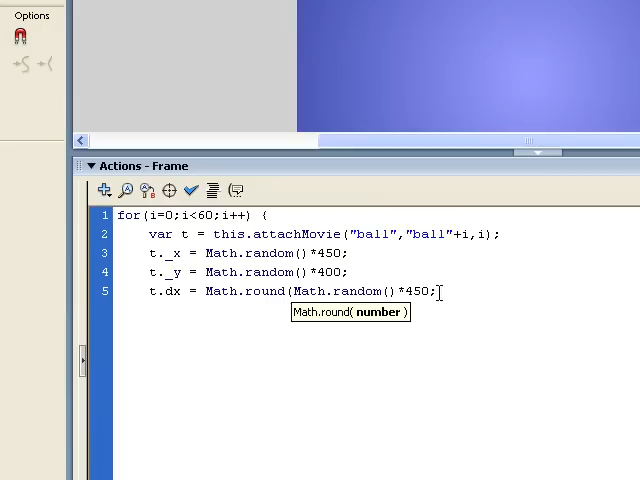 Options
Actions - Frame
1 for(i=0;i<60;i++) {
2 var t = this.attachMovie("ball","ball"+i,i);
3 t._x = Math.random()*450;
4 t._y = Math.random()*400;
5 t.dx = Math.round(Math.random()*450;
Math.round( number )